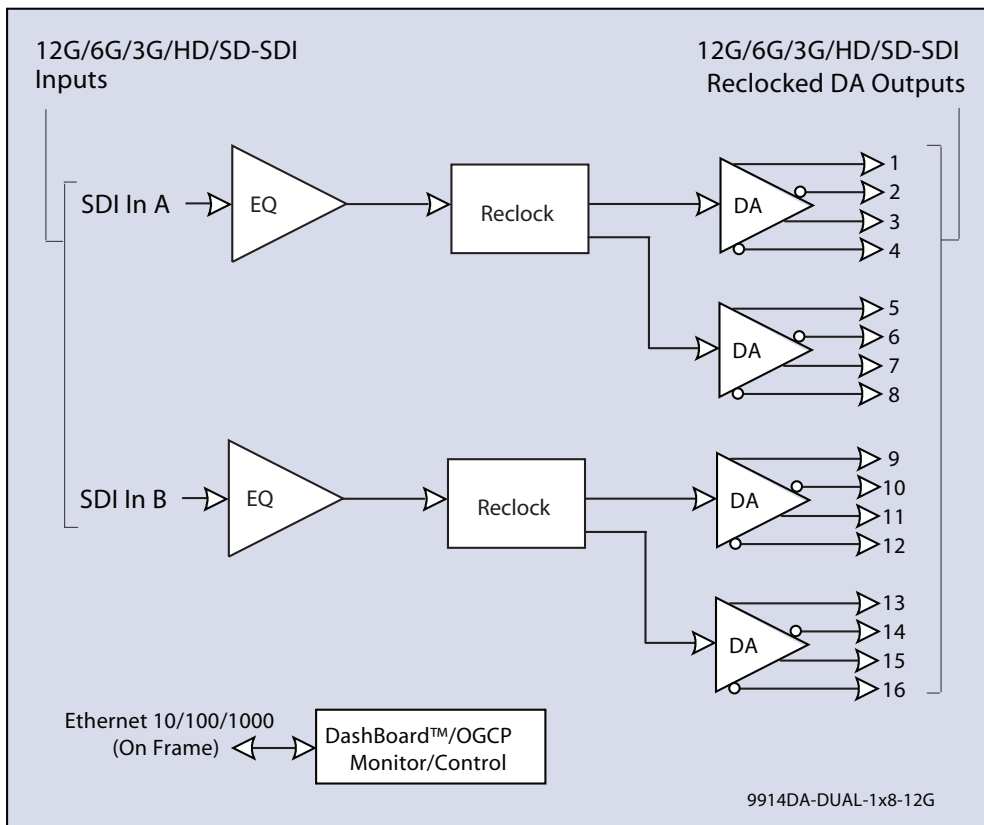 12G/6G/3G/HD/SD-SDI
Inputs
12G/6G/3G/HD/SD-SDI
Reclocked DA Outputs
SDI In A
EQ
Reclock
DA
1
2
3
4
DA
5
6
7
8
SDI In B
EQ
Reclock
DA
9
10
11
12
DA
13
14
15
16
Ethernet 10/100/1000
(On Frame)
DashBoard™/OGCP
Monitor/Control
9914DA-DUAL-1x8-12G